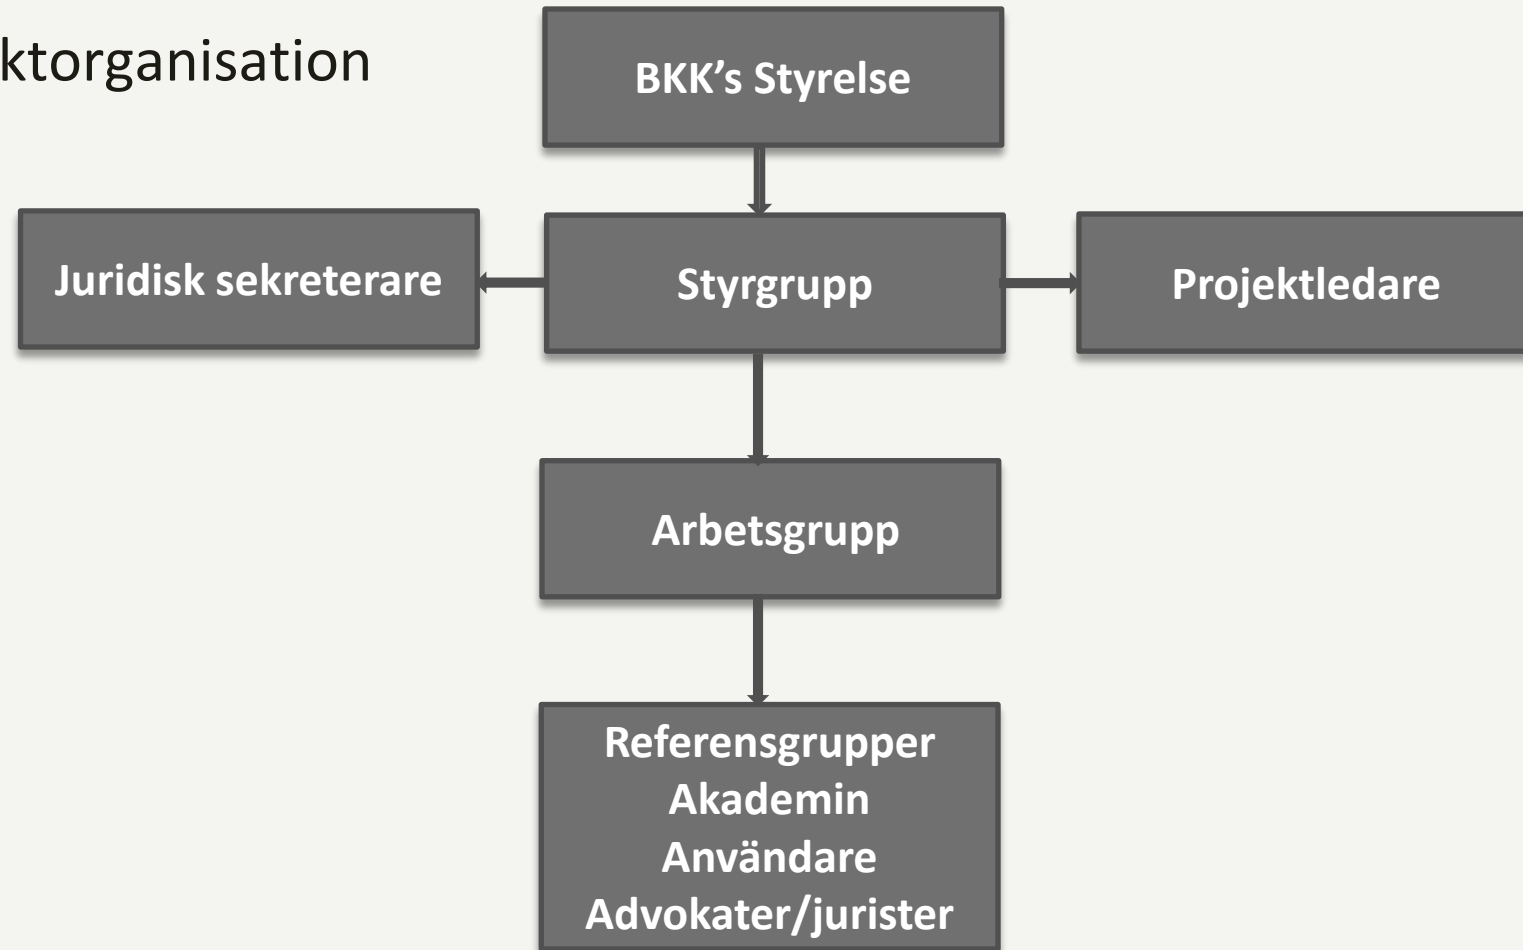 ktorganisation
BKK’s Styrelse
Juridisk sekreterare
Styrgrupp
Projektledare
Arbetsgrupp
Referensgrupper
Akademin
Användare
Advokater/jurister